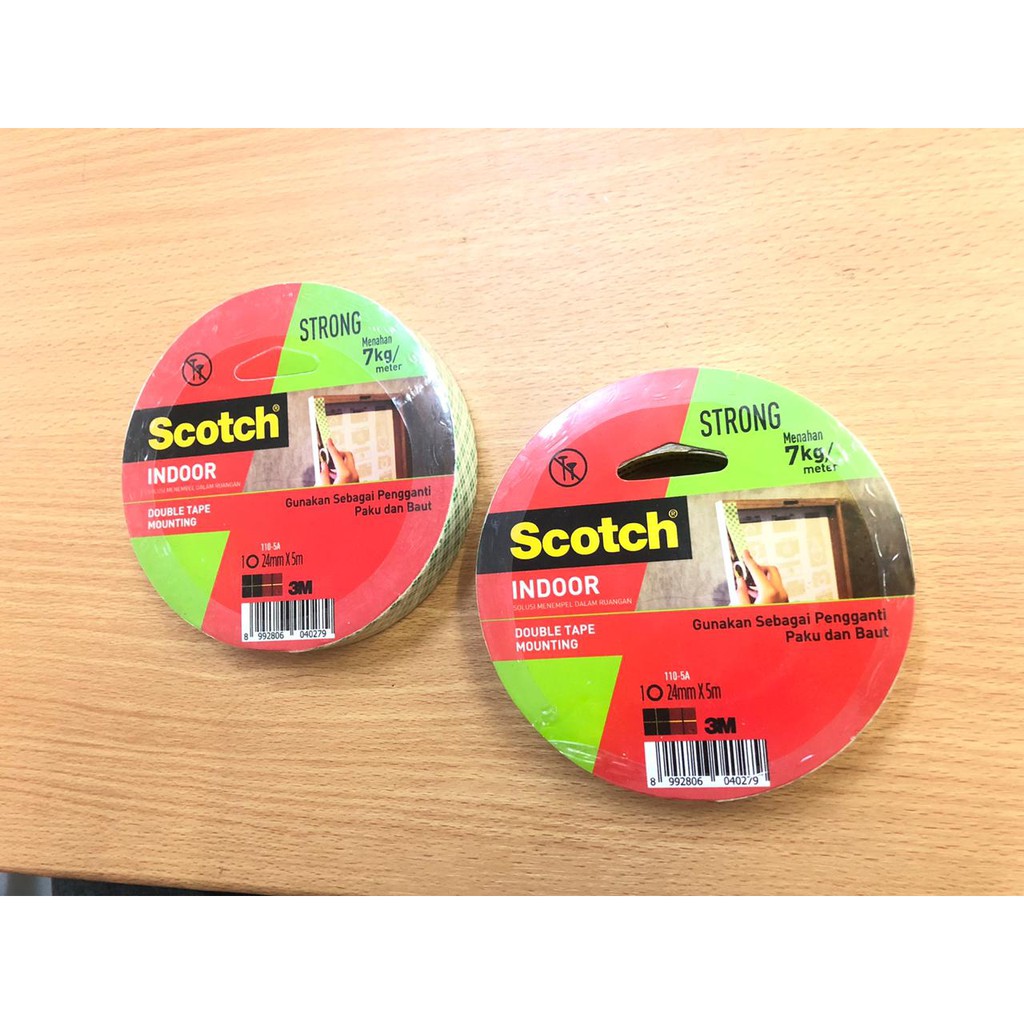 STRONG
Menahan
7kg/
meter
Scotch®
INDOOR
SOLUSI MENEMPEL DALAM RUANGAN
DOUBLE TAPE
MOUNTING
Gunakan Sebagai Pengganti
Paku dan Baut
110-5A
1 24mm X 5m
3M
8 992806 040279
STRONG
Menahan
7kg/
meter
Scotch®
INDOOR
SOLUSI MENEMPEL DALAM RUANGAN
DOUBLE TAPE
MOUNTING
Gunakan Sebagai Pengganti
Paku dan Baut
110-5A
1 24mm X 5m
3M
8 992806 040279